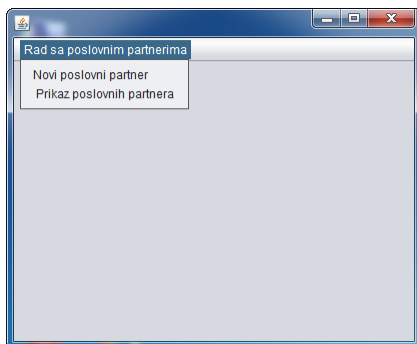 Rad sa poslovnim partnerima
Novi poslovni partner
Prikaz poslovnih partnera